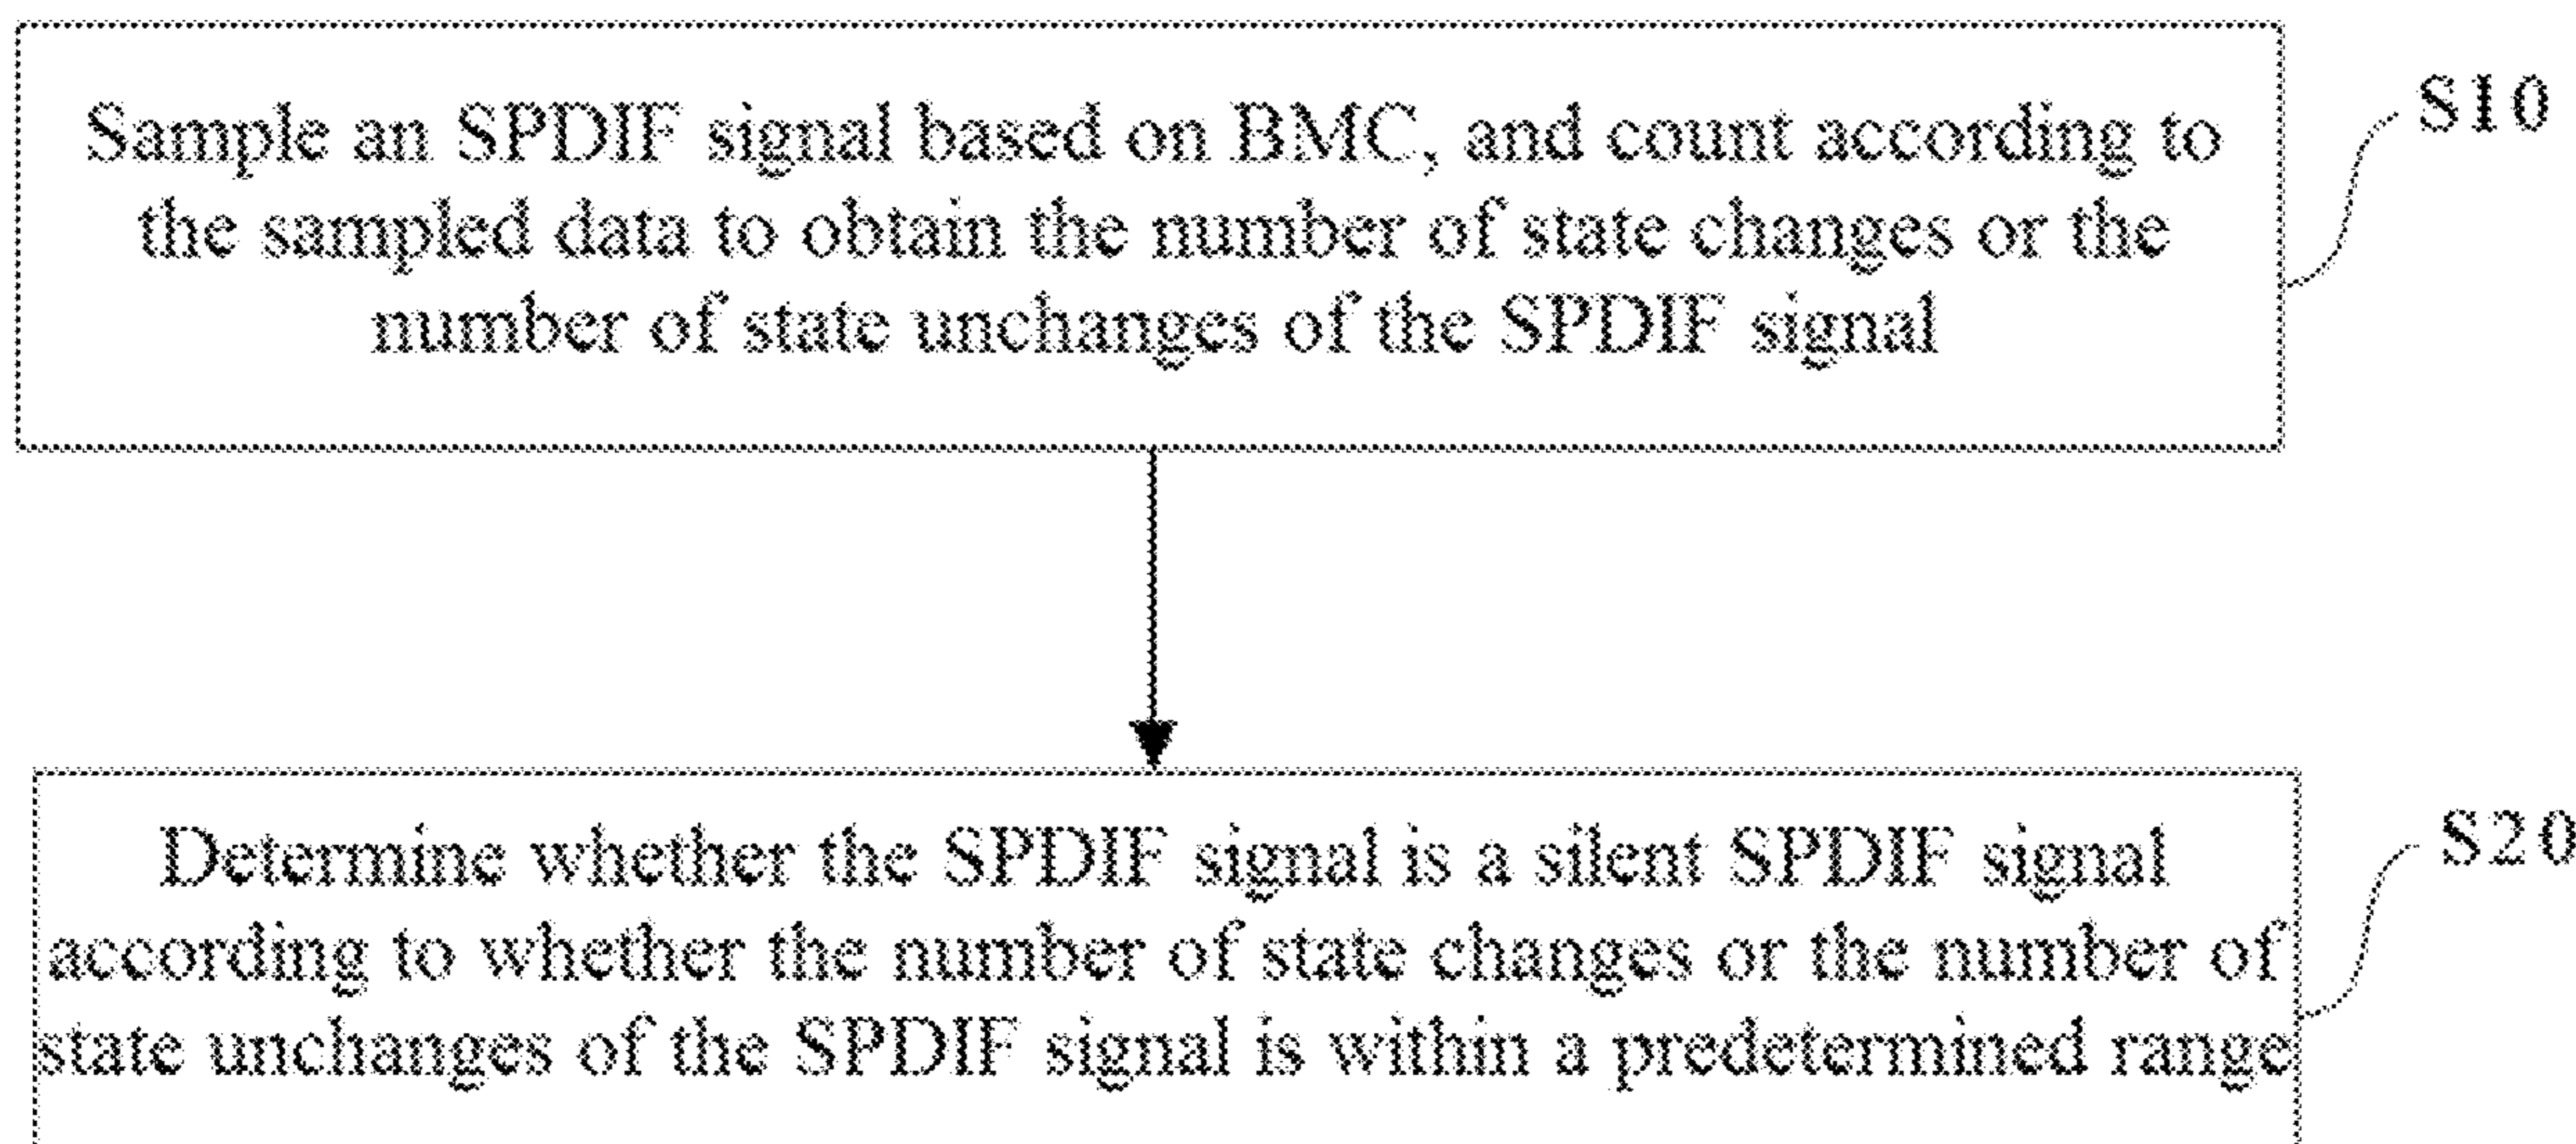 Sample an SPDIF signal based on BMC, and count according to
the sampled data to obtain the number of state changes or the
number of state unchanges of the SPDIF signal
S10
Determine whether the SPDIF signal is a silent SPDIF signal
according to whether the number of state changes or the number of
state unchanges of the SPDIF signal is within a predetermined range
S20